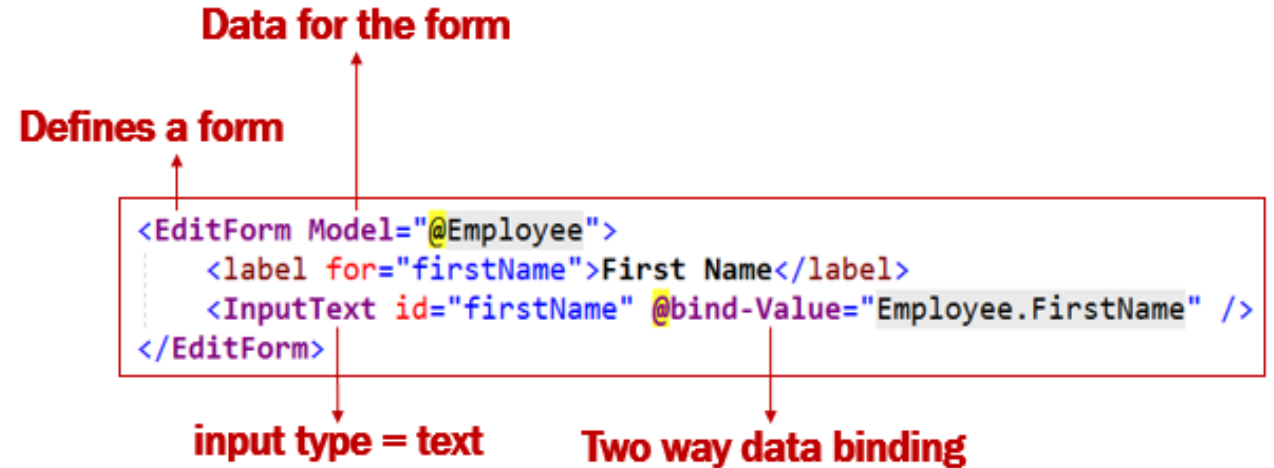 Data for the form
Defines a form
<EditForm Model="@Employee">
<label for="firstName">First Name</label>
<InputText id="firstName" @bind-Value="Employee.FirstName" />
</EditForm>
input type = text
Two way data binding